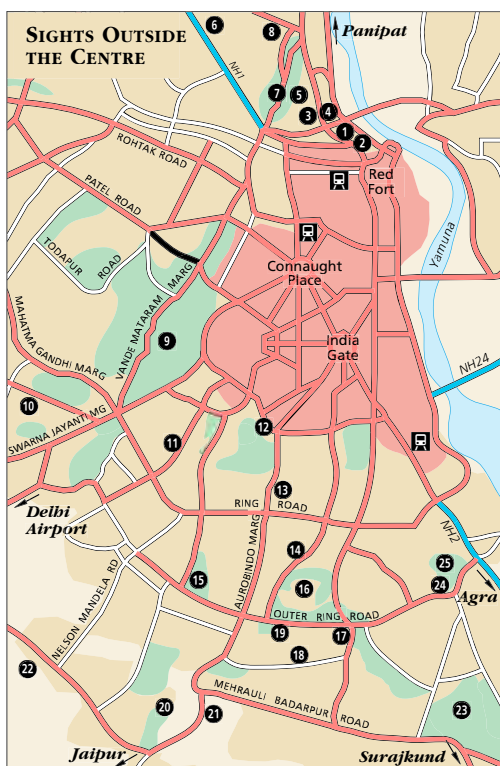 SIGHTS OUTSIDE
THE CENTRE
6
8
Panipat
NH1
7
5
3
4
1
2
ROHTAK ROAD
Red
Fort
PATEL ROAD
Yamuna
TODAPUR ROAD
Connaught
Place
VANDE MATARAM MARG
MAHATMA GANDHI MARG
9
India
Gate
NH24
10
SWARNA JAYANTI MG
11
12
13
RING ROAD
Delhi
Airport
NH2
AUROBINDO MARG
14
NELSON MANDELA RD
15
16
25
24
Agra
OUTER RING ROAD
19
17
18
22
MEHRAULI BADARPUR ROAD
20
21
23
Jaipur
Surajkund